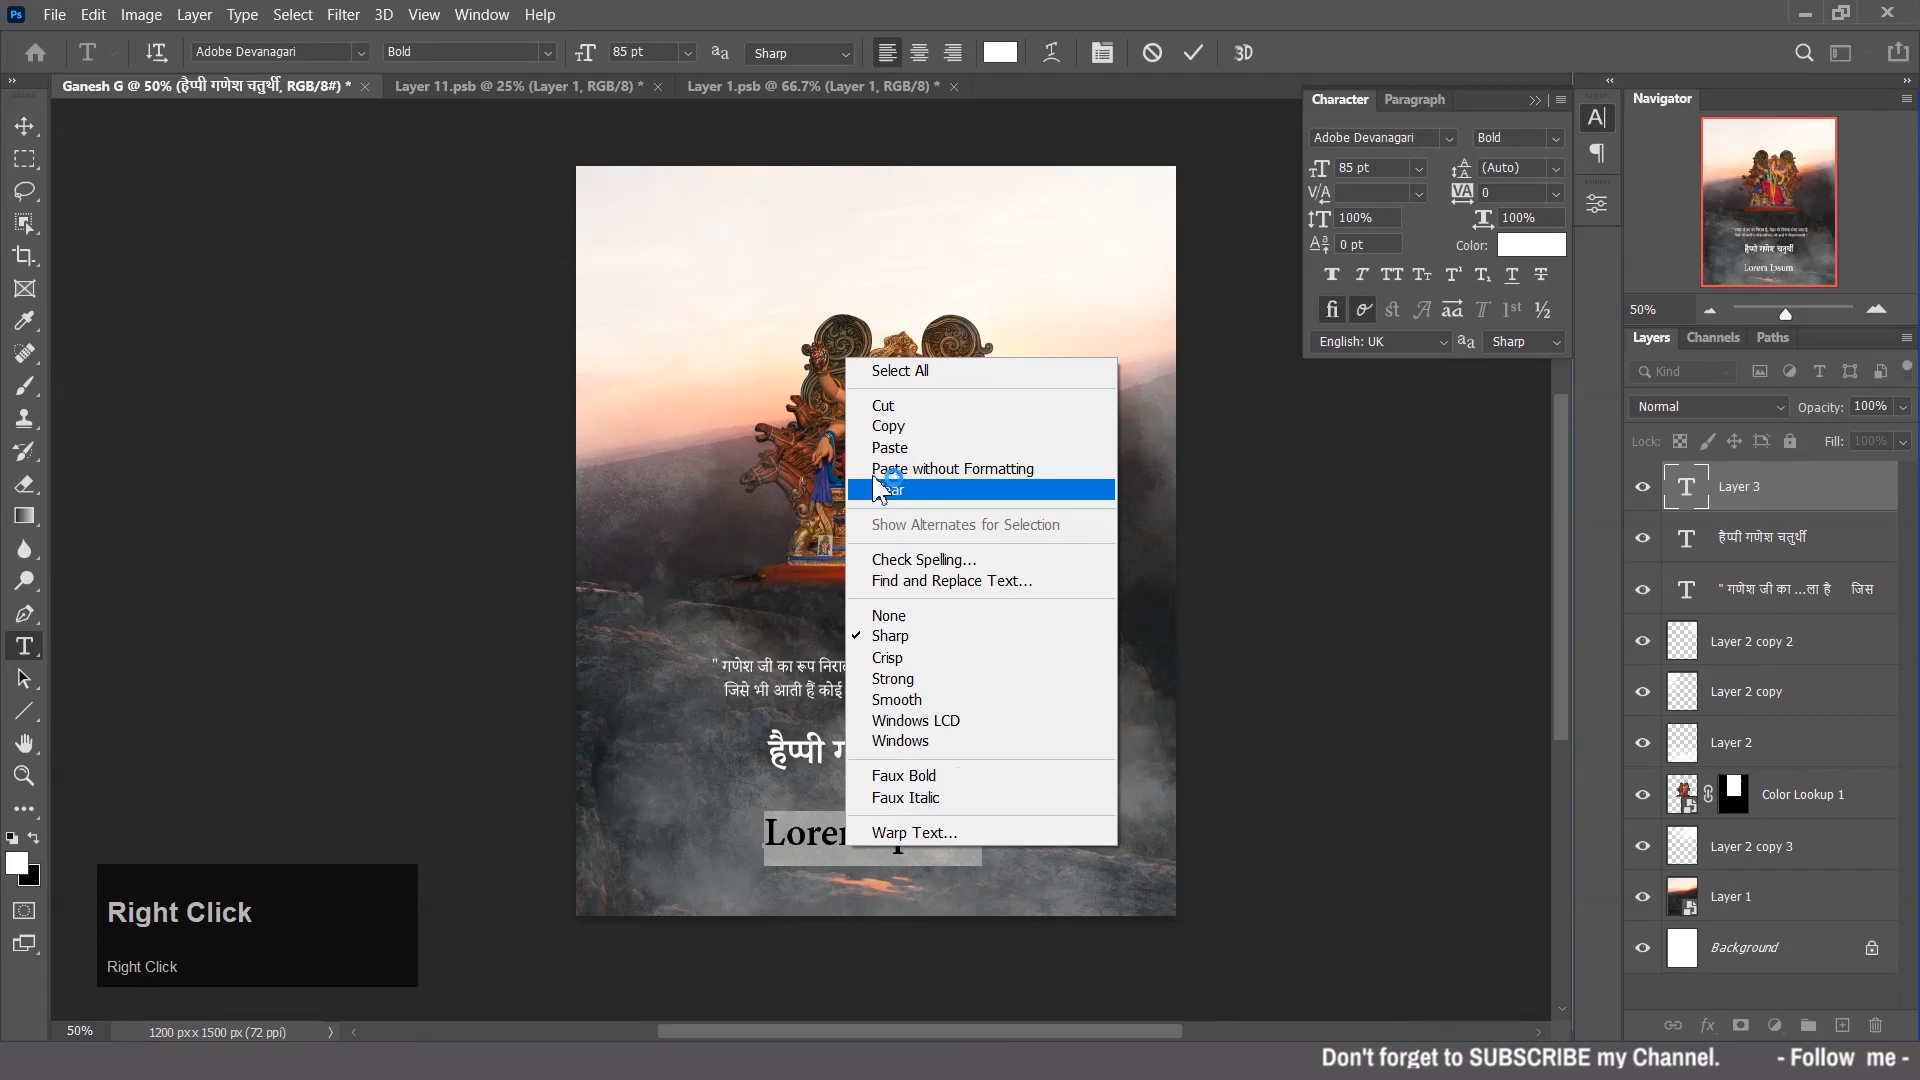 Ps File Edit Image Layer Type Select Filter 3D View Window Help
Adobe Devanagari Bold 85 pt Sharp 3D
Ganesh G @ 50% (हैप्पी गणेश चतुर्थी, RGB/8#) * Layer 11.psb @ 25% (Layer 1, RGB/8) * Layer 1.psb @ 66.7% (Layer 1, RGB/8) *
Character Paragraph
Adobe Devanagari Bold
85 pt (Auto)
0
100% 100%
0 pt Color:
English: UK Sharp
Navigator
50%
Layers Channels Paths
Kind
Normal Opacity: 100%
Lock: Fill: 100%
Layer 3
हैप्पी गणेश चतुर्थी
" गणेश जी का ...ला है जिस
Layer 2 copy 2
Layer 2 copy
Layer 2
Color Lookup 1
Layer 2 copy 3
Layer 1
Background
Select All
Cut
Copy
Paste
Paste without Formatting
Show Alternates for Selection
Check Spelling...
Find and Replace Text...
None
Sharp
Crisp
Strong
Smooth
Windows LCD
Windows
Faux Bold
Faux Italic
Warp Text...
" गणेश जी का रूप
जिसे भी आती हैं कोई
हैप्पी
Right Click
Right Click
50% 1200 px x 1500 px (72 ppi)
Don't forget to SUBSCRIBE my Channel. - Follow me -